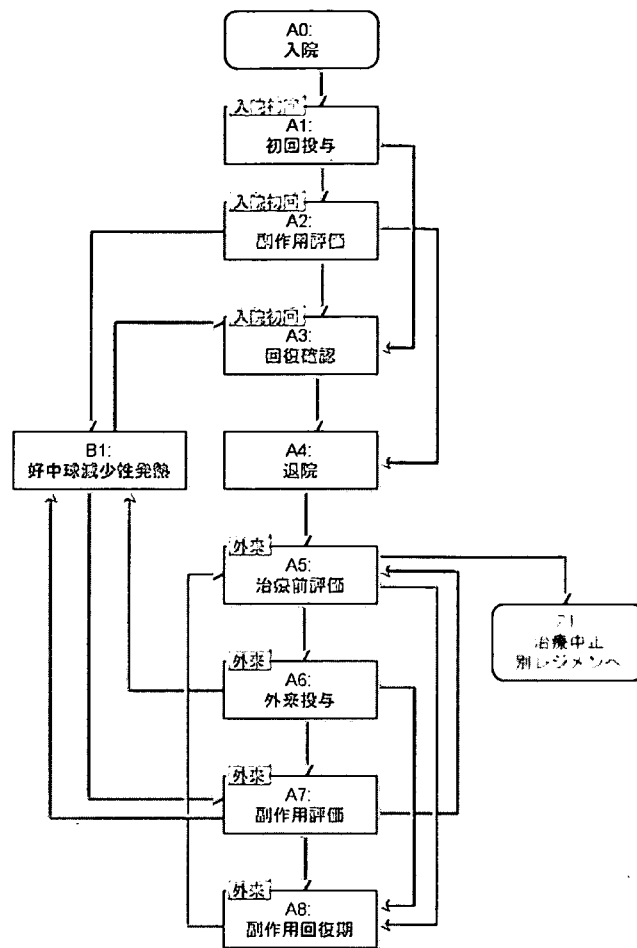 A0:
入院
入院初回
A1:
初回投与
入院初回
A2:
副作用評価
入院初回
A3:
回復確認
B1:
好中球減少性発熱
A4:
退院
外来
A5:
治療前評価
治療中止
別レジメンへ
外来
A6:
外来投与
外来
A7:
副作用評価
外来
A8:
副作用回復期